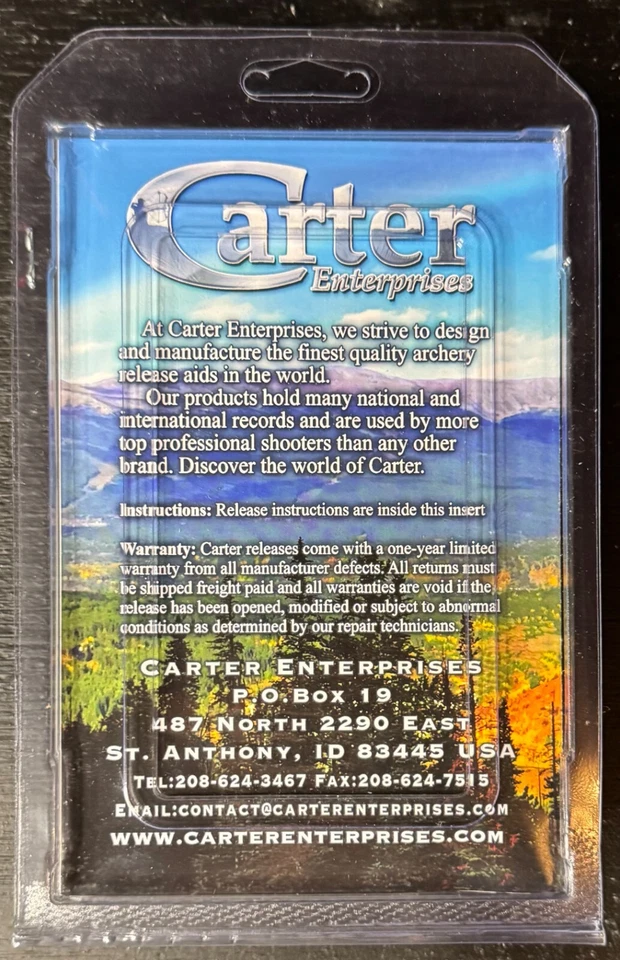 Carter
Enterprises
At Carter Enterprises, we strive to design
and manufacture the finest quality archery
release aids in the world.
Our products hold many national and
international records and are used by more
top professional shooters than any other
brand. Discover the world of Carter.
Instructions: Release instructions are inside this insert
Warranty: Carter releases come with a one-year limited
warranty from all manufacturer defects. All returns must
be shipped freight paid and all warranties are void if the
release has been opened, modified or subject to abnormal
conditions as determined by our repair technicians.
CARTER ENTERPRISES
P.O.BOX 19
487 NORTH 2290 EAST
ST. ANTHONY, ID 83445 USA
TEL:208-624-3467 FAX:208-624-7515
EMAIL:CONTACT@CARTERENTERPRISES.COM
WWW.CARTERENTERPRISES.COM